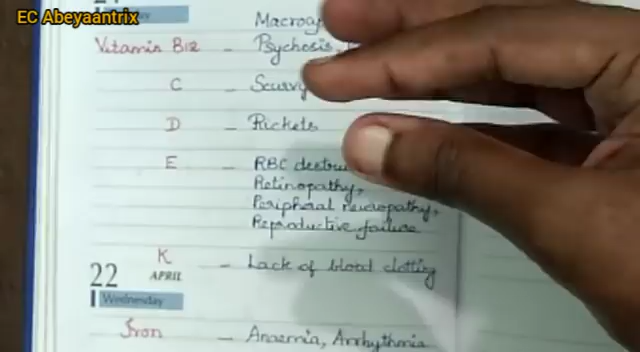 EC Abeyaantrix
Vitamin B12 - Psychosis,
C - Scurvy
D - Rickets
E - RBC
Retinopathy,
Peripheral neuropathy,
Reproductive failure
K - Lack of blood clotting
22 APRIL
Wednesday
Iron - Anaemia, Arrhythmia